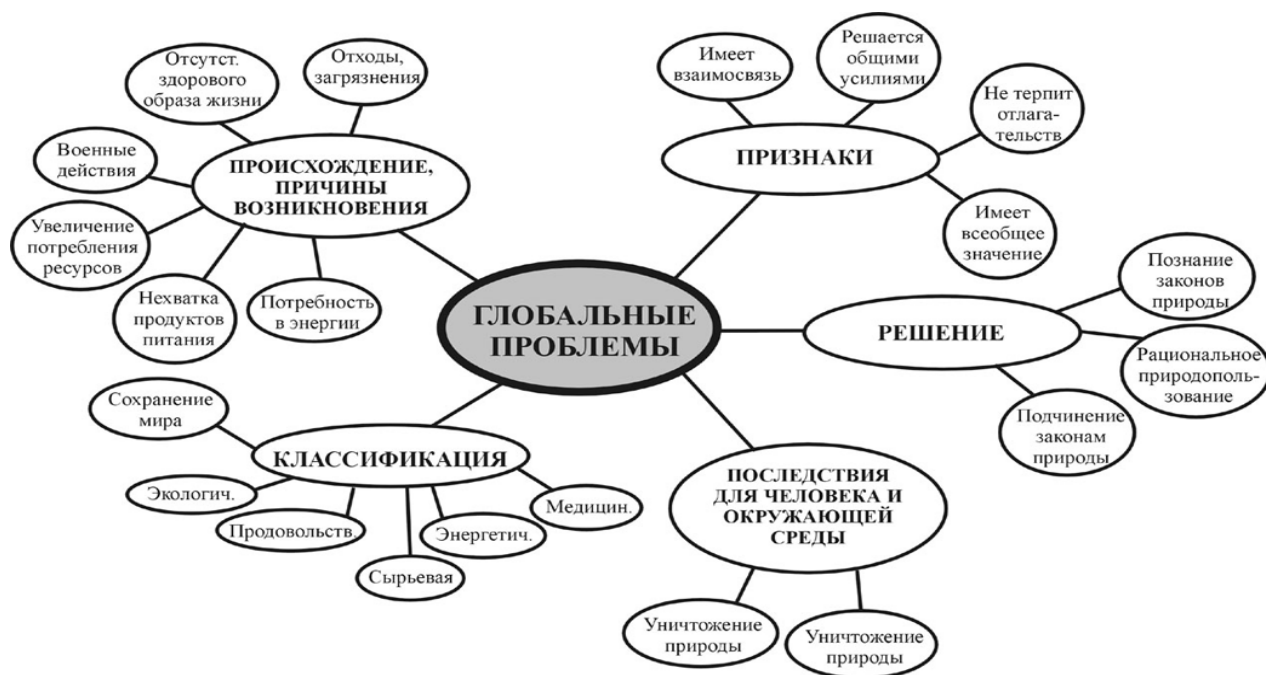 Отсутст.
здорового
образа жизни
Отходы,
загрязнения
Военные
действия
Увеличение
потребления
ресурсов
Нехватка
продуктов
питания
Потребность
в энергии
ПРОИСХОЖДЕНИЕ,
ПРИЧИНЫ
ВОЗНИКНОВЕНИЯ
Имеет
взаимосвязь
Решается
общими
усилиями
Не терпит
отлага-
тельств
Имеет
всеобщее
значение
ПРИЗНАКИ
ГЛОБАЛЬНЫЕ
ПРОБЛЕМЫ
РЕШЕНИЕ
Познание
законов
природы
Рациональное
природополь-
зование
Подчинение
законам
природы
Сохранение
мира
КЛАССИФИКАЦИЯ
Экологич.
Продовольств.
Сырьевая
Энергетич.
Медицин.
ПОСЛЕДСТВИЯ
ДЛЯ ЧЕЛОВЕКА И
ОКРУЖАЮЩЕЙ
СРЕДЫ
Уничтожение
природы
Уничтожение
природы